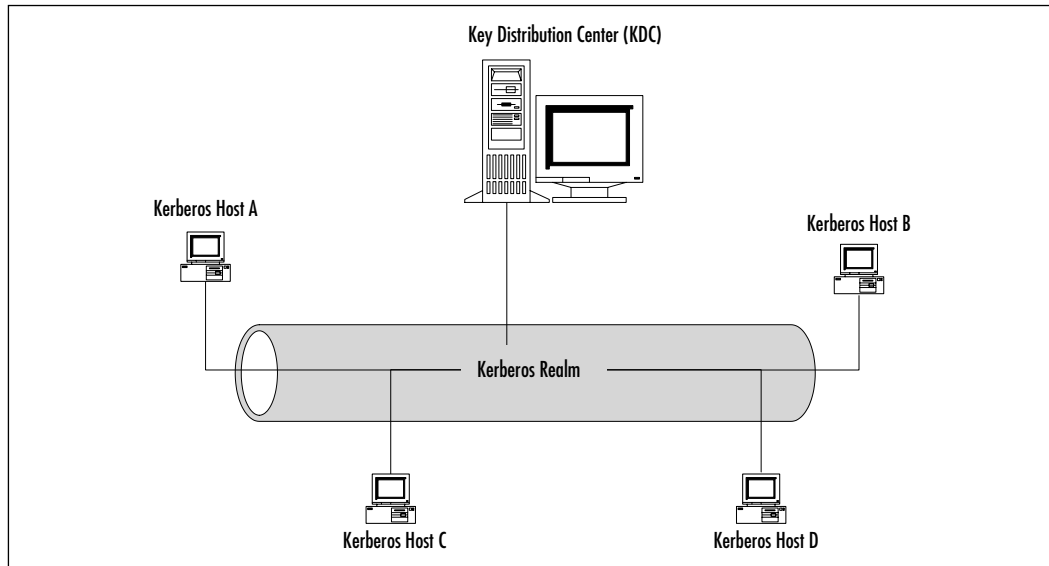 Key Distribution Center (KDC)
Kerberos Host A
Kerberos Host B
Kerberos Realm
Kerberos Host C
Kerberos Host D